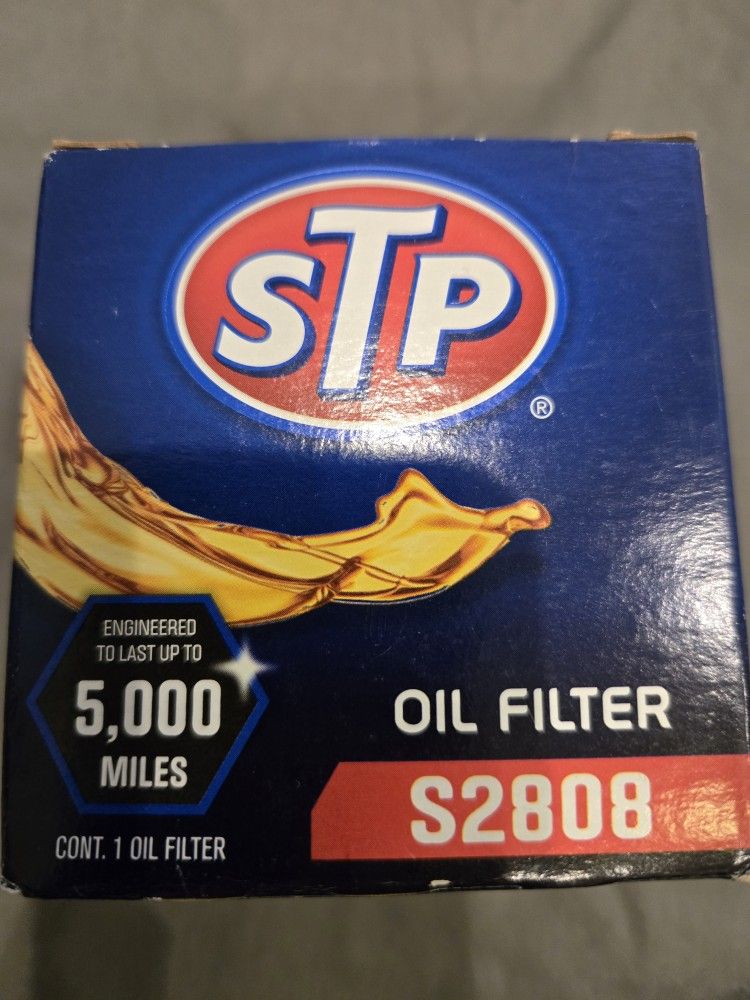 STP
®
ENGINEERED
TO LAST UP TO
5,000
MILES
CONT. 1 OIL FILTER
OIL FILTER
S2808